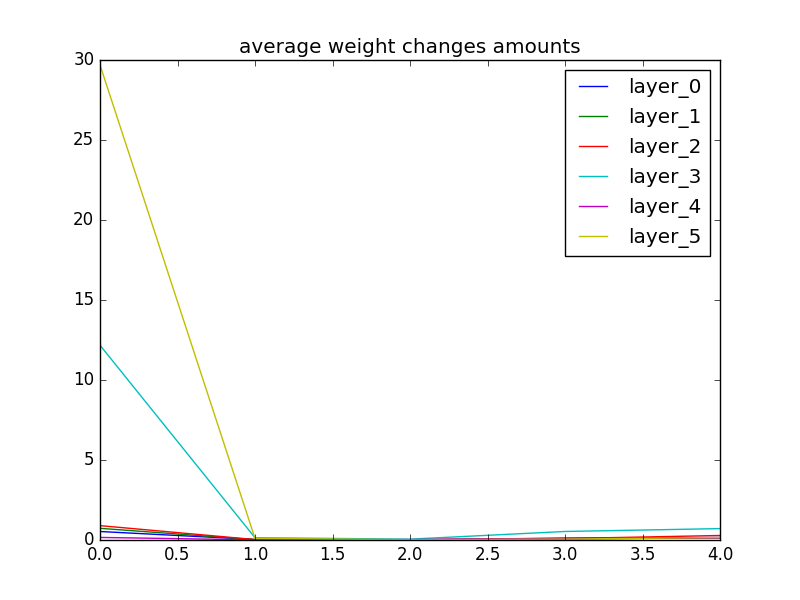 average weight changes amounts
30
25
20
15
10
5
0
layer_0
layer_1
layer_2
layer_3
layer_4
layer_5
0.0 0.5 1.0 1.5 2.0 2.5 3.0 3.5 4.0